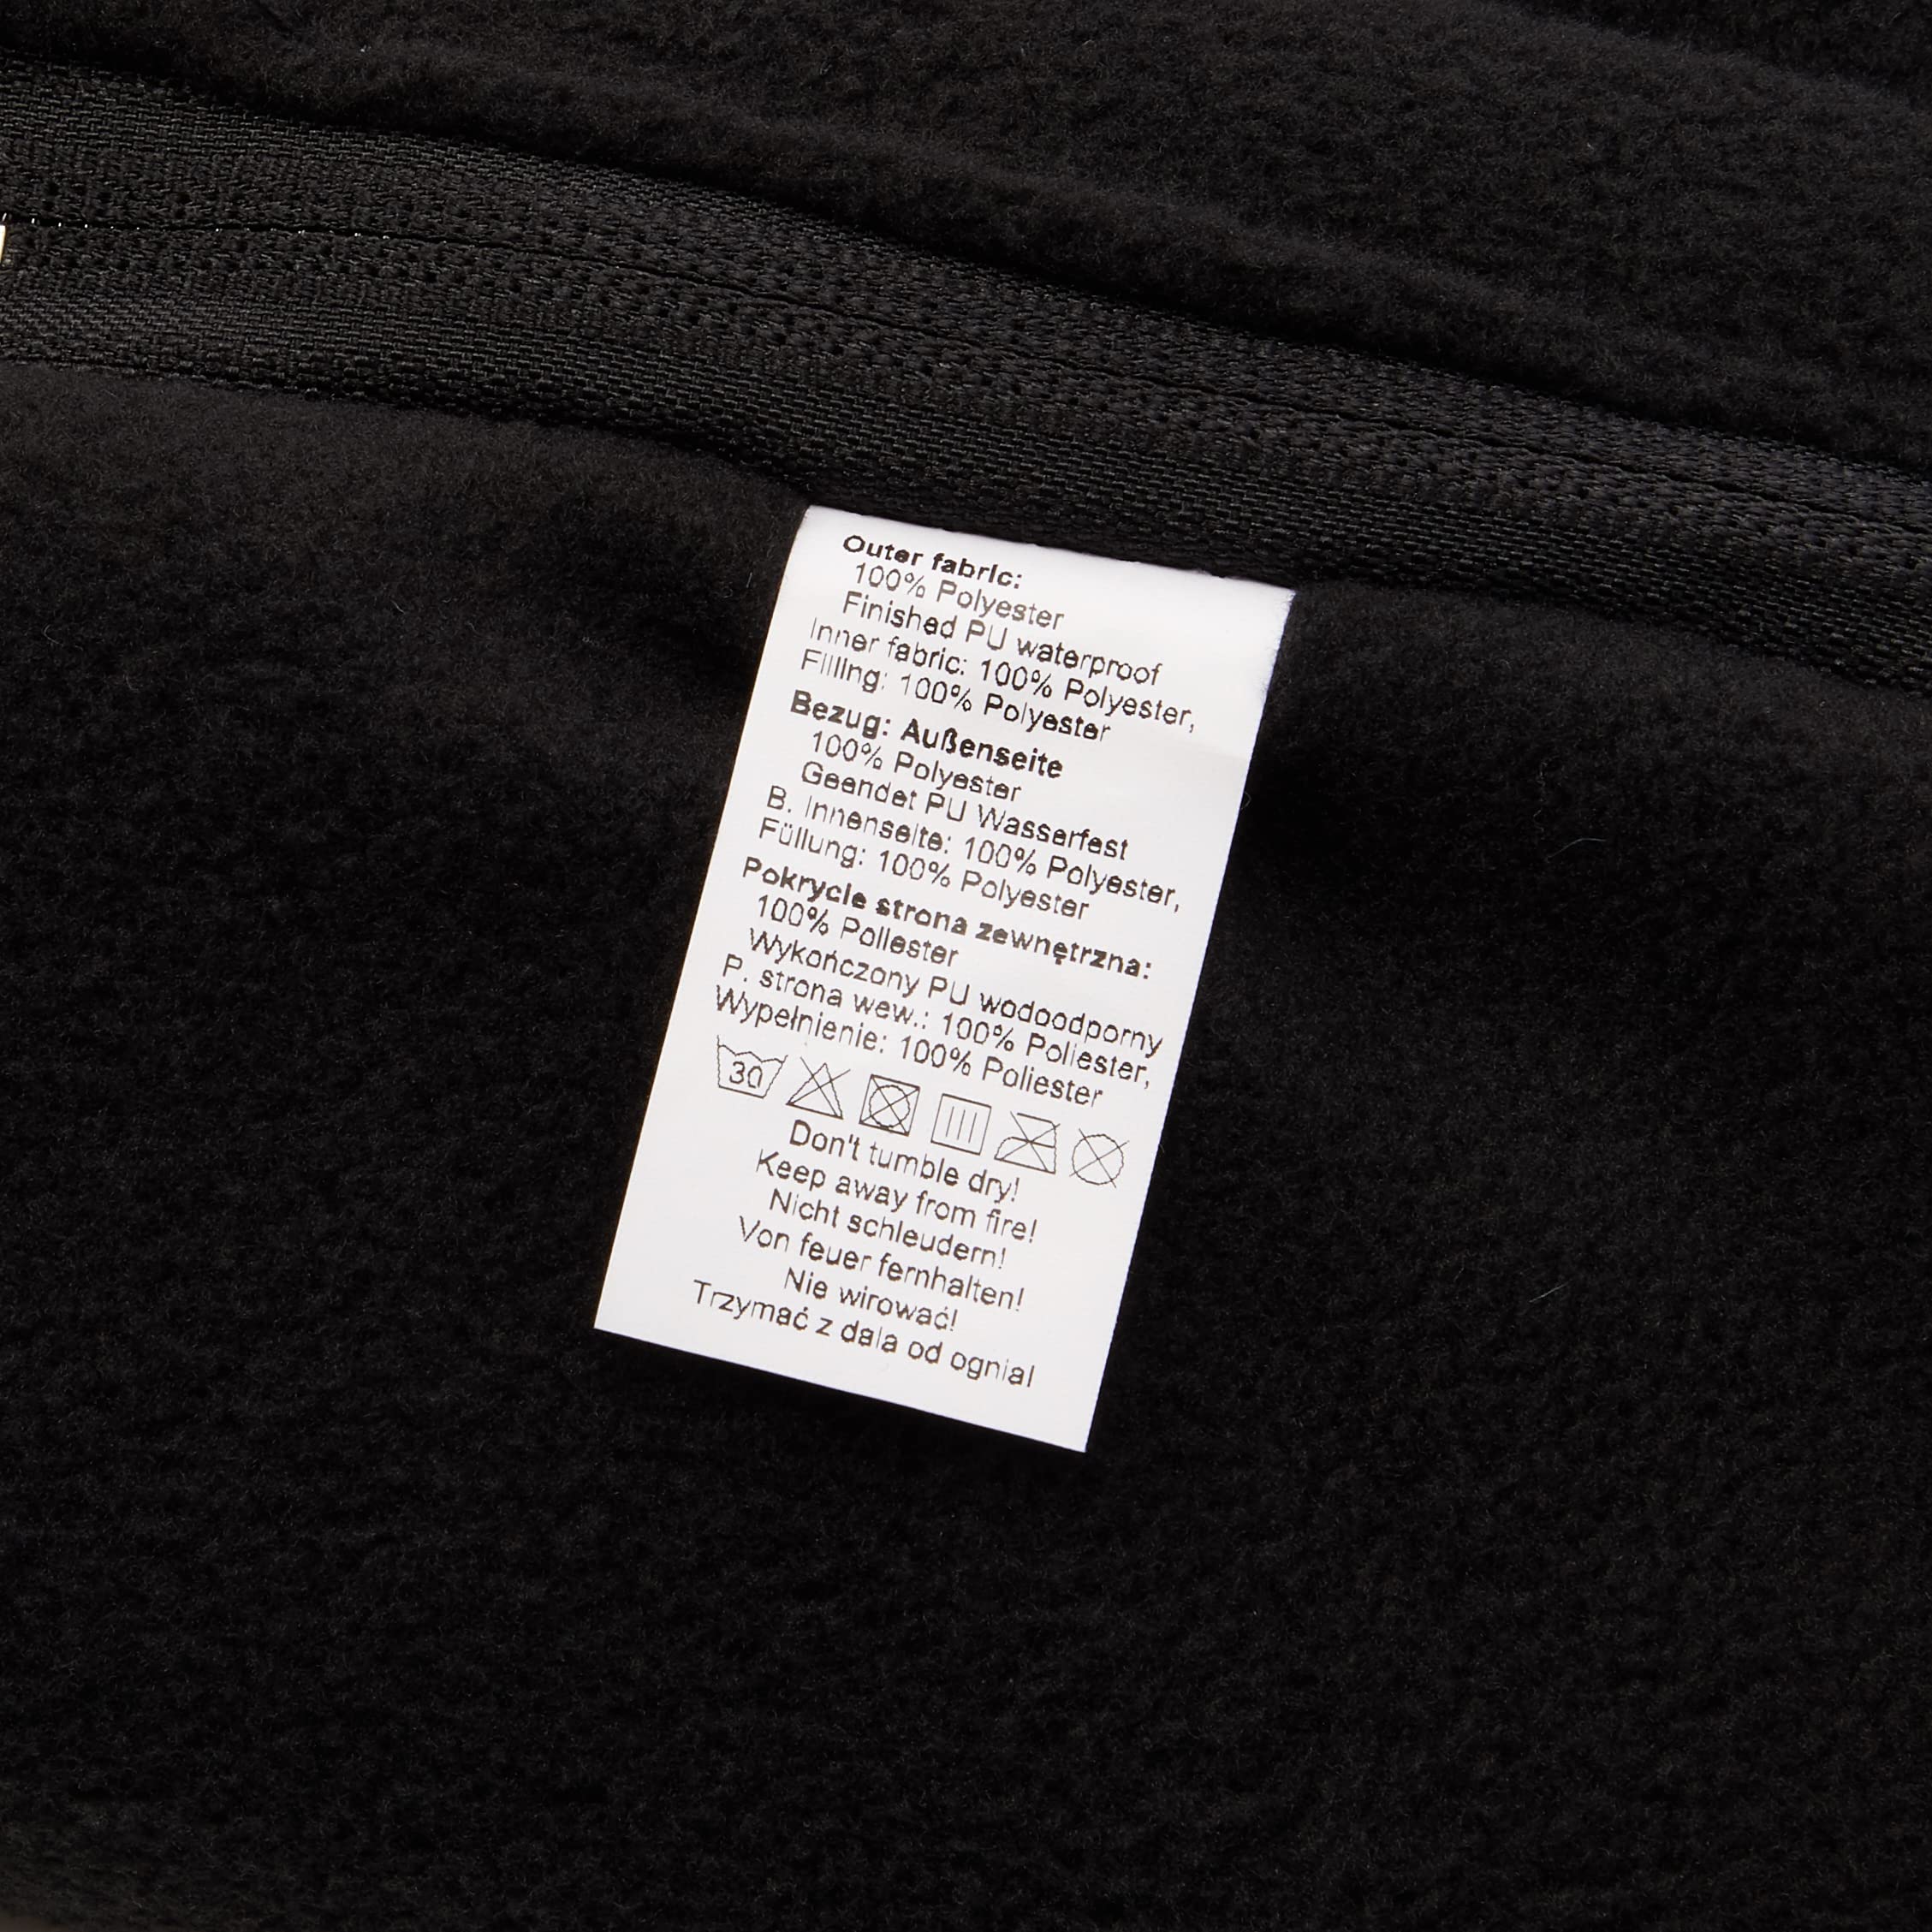 Outer fabric:
100% Polyester
Finished PU waterproof
Inner fabric: 100% Polyester,
Filling: 100% Polyester
Bezug: Außenseite
100% Polyester
Geendet PU Wasserfest
B. Innenseite: 100% Polyester,
Füllung: 100% Polyester
Pokrycie strona zewnętrzna:
100% Poliester
Wykończony PU wodoodporny
P. strona wew.: 100% Poliester,
Wypełnienie: 100% Poliester
30
Don't tumble dry!
Keep away from fire!
Nicht schleudern!
Von feuer fernhalten!
Nie wirować!
Trzymać z dala od ognia!